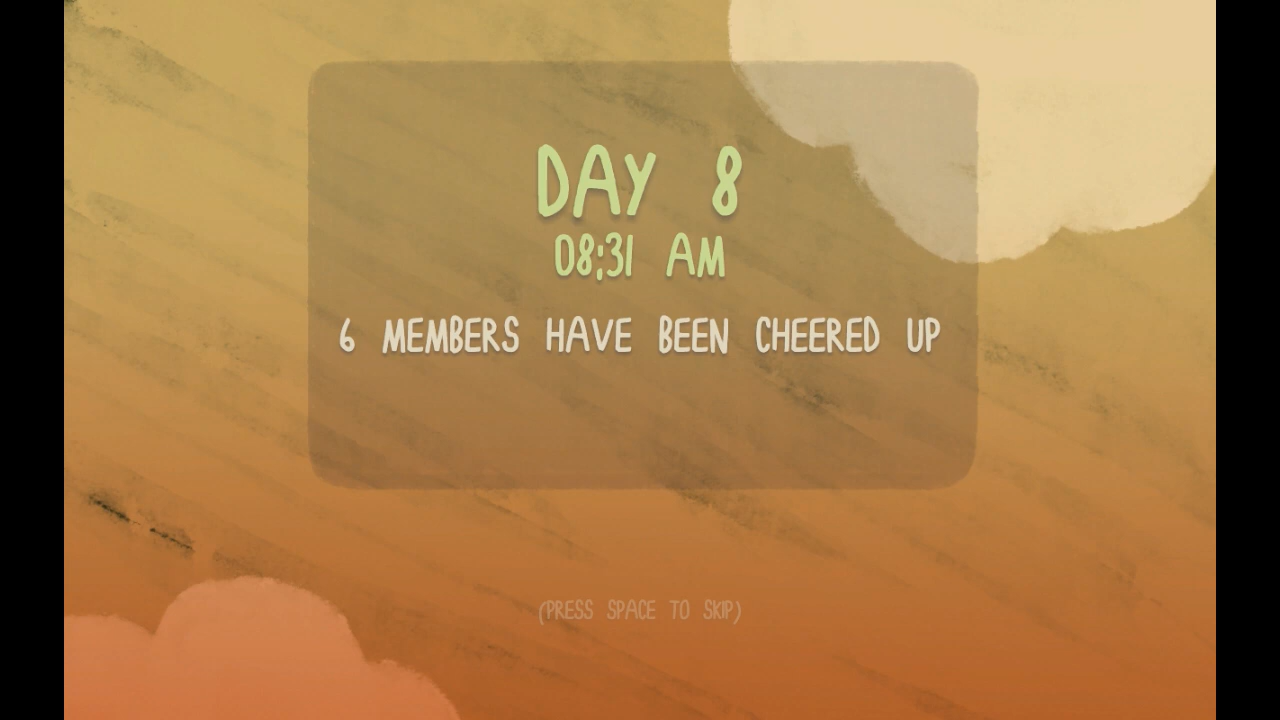 DAY 8
08:31 AM
6 MEMBERS HAVE BEEN CHEERED UP
(PRESS SPACE TO SKIP)